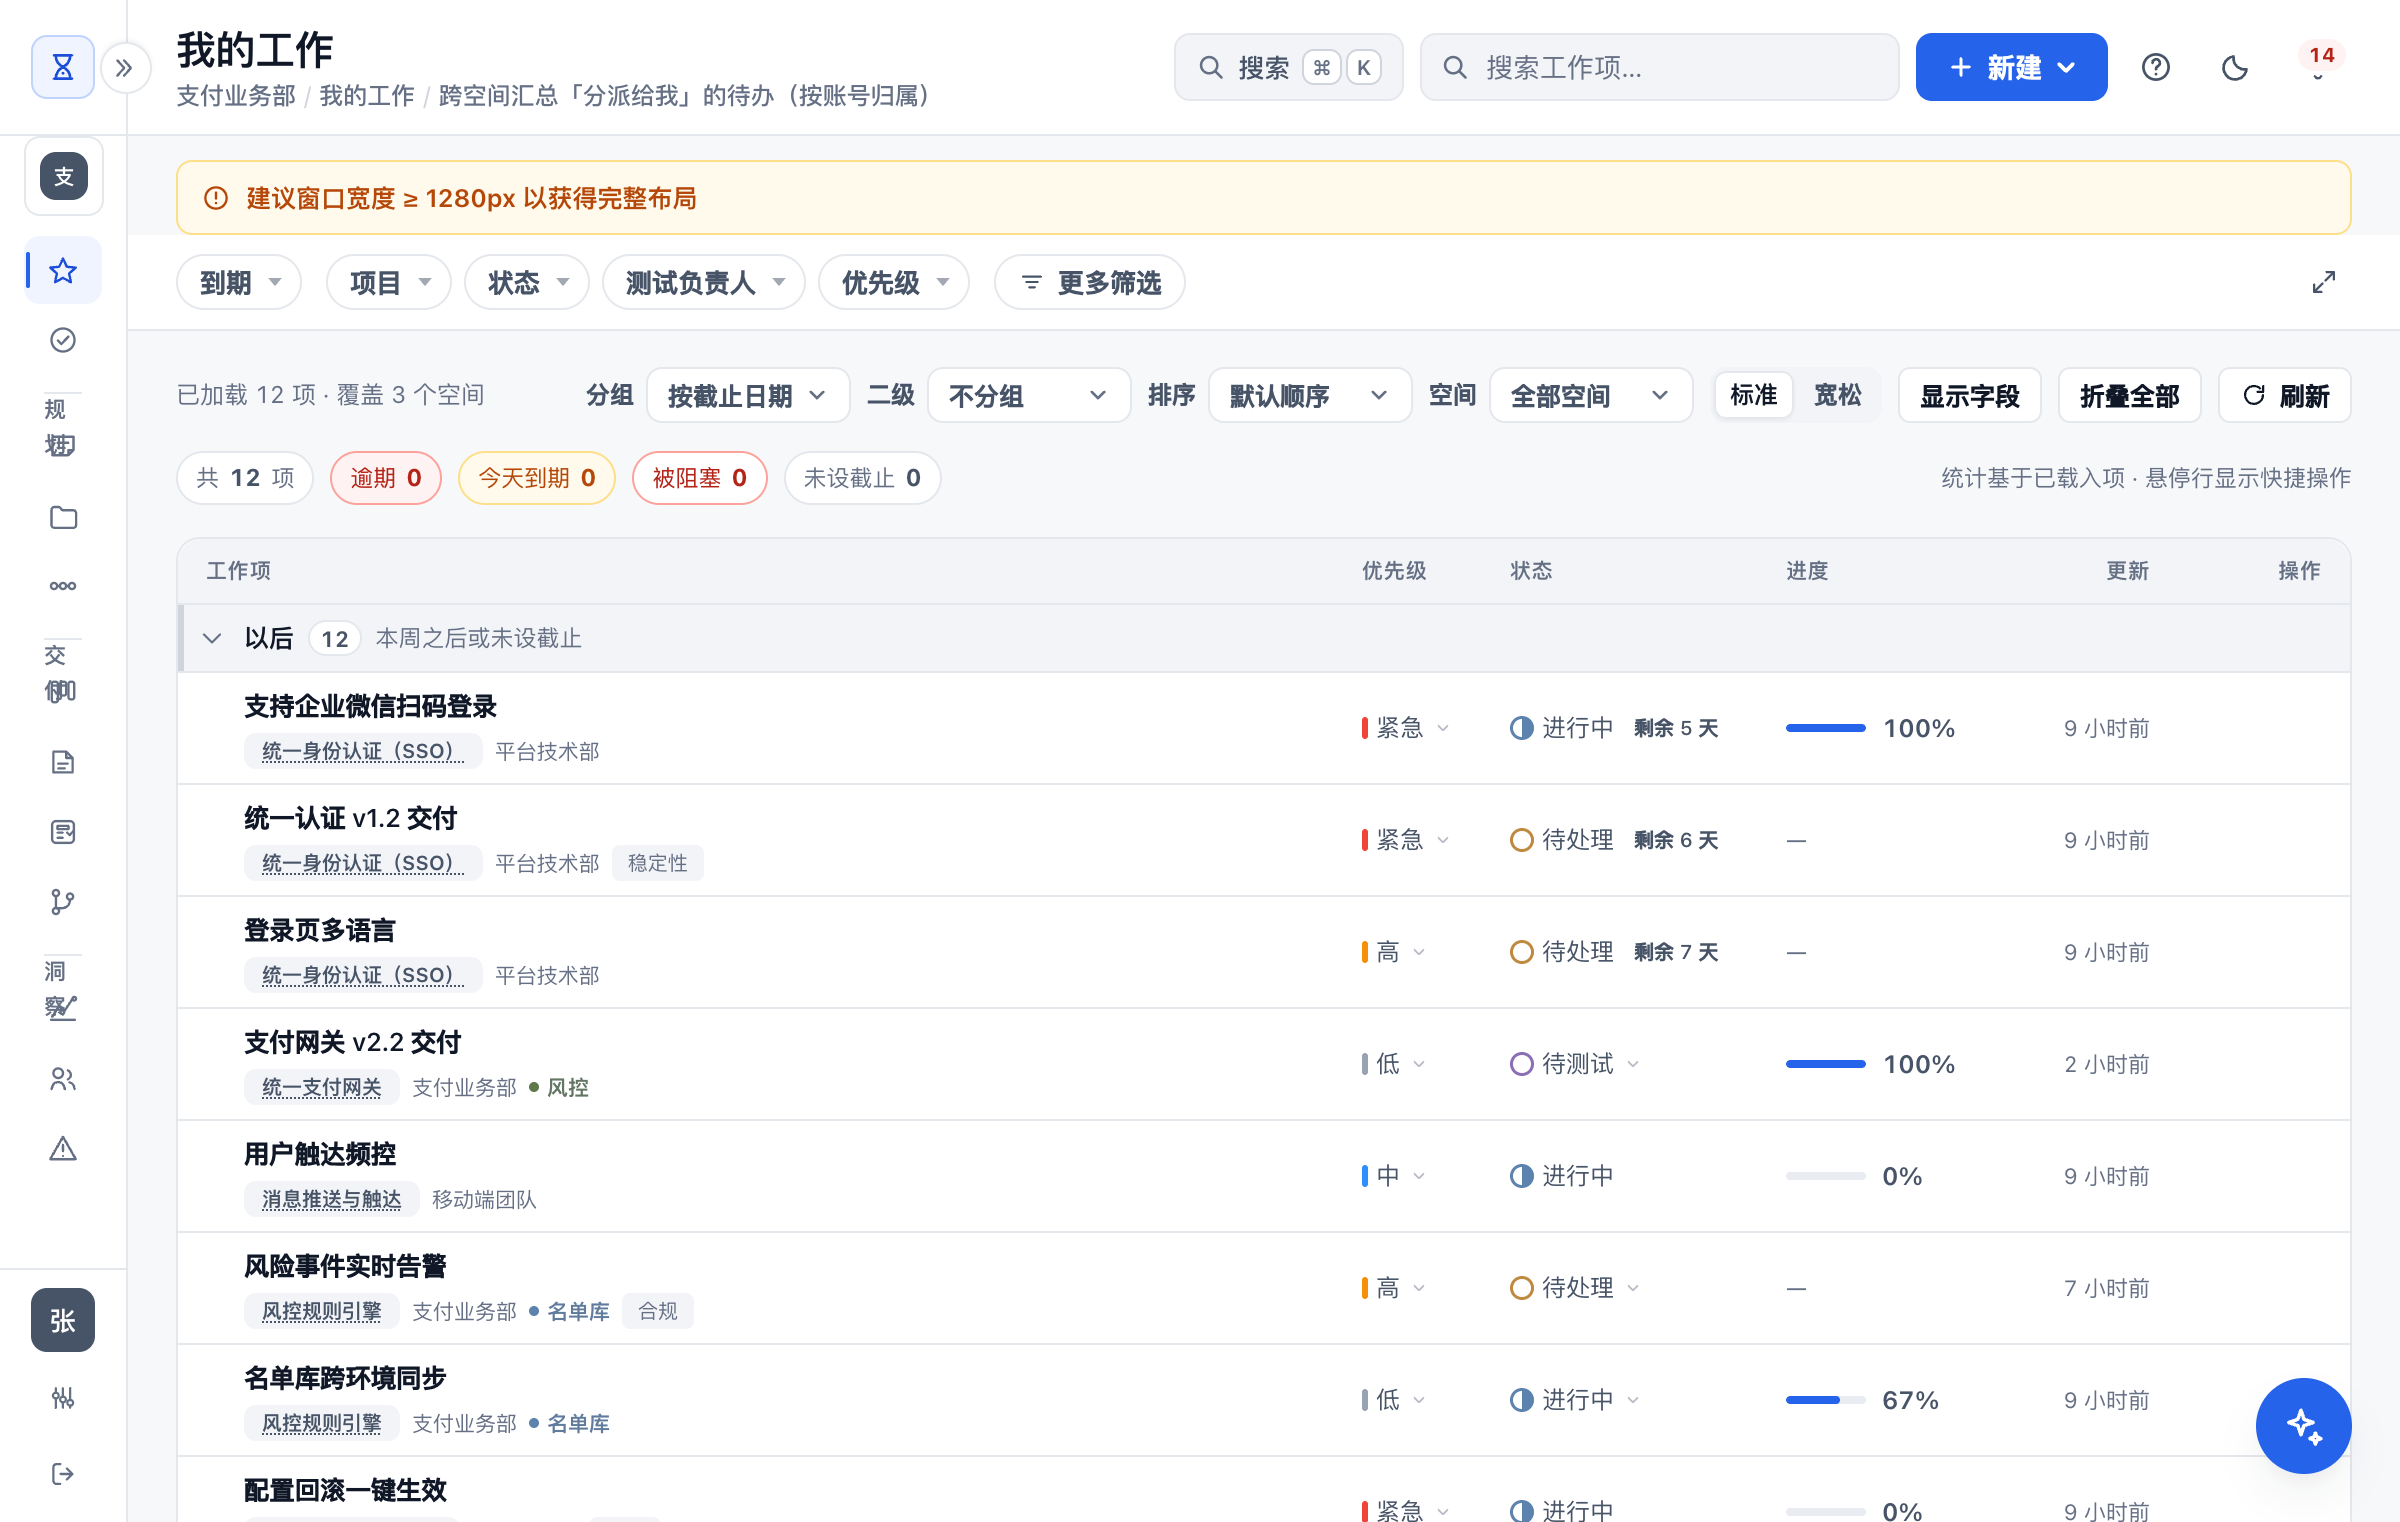 我的工作
支付业务部 / 我的工作 / 跨空间汇总「分派给我」的待办（按账号归属）
搜索 ⌘ K
搜索工作项...
新建
14
支
建议窗口宽度 ≥ 1280px 以获得完整布局
到期 项目 状态 测试负责人 优先级 更多筛选
规划
交付
洞察
张
已加载 12 项 · 覆盖 3 个空间
分组 按截止日期 二级 不分组 排序 默认顺序 空间 全部空间 标准 宽松 显示字段 折叠全部 刷新
共 12 项 逾期 0 今天到期 0 被阻塞 0 未设截止 0
统计基于已载入项 · 悬停行显示快捷操作
工作项 优先级 状态 进度 更新 操作
以后 12 本周之后或未设截止
支持企业微信扫码登录
统一身份认证（SSO） 平台技术部
紧急 进行中 剩余 5 天 100% 9 小时前
统一认证 v1.2 交付
统一身份认证（SSO） 平台技术部 稳定性
紧急 待处理 剩余 6 天 — 9 小时前
登录页多语言
统一身份认证（SSO） 平台技术部
高 待处理 剩余 7 天 — 9 小时前
支付网关 v2.2 交付
统一支付网关 支付业务部 风控
低 待测试 100% 2 小时前
用户触达频控
消息推送与触达 移动端团队
中 进行中 0% 9 小时前
风险事件实时告警
风控规则引擎 支付业务部 名单库 合规
高 待处理 — 7 小时前
名单库跨环境同步
风控规则引擎 支付业务部 名单库
低 进行中 67% 9 小时前
配置回滚一键生效
紧急 进行中 0% 9 小时前